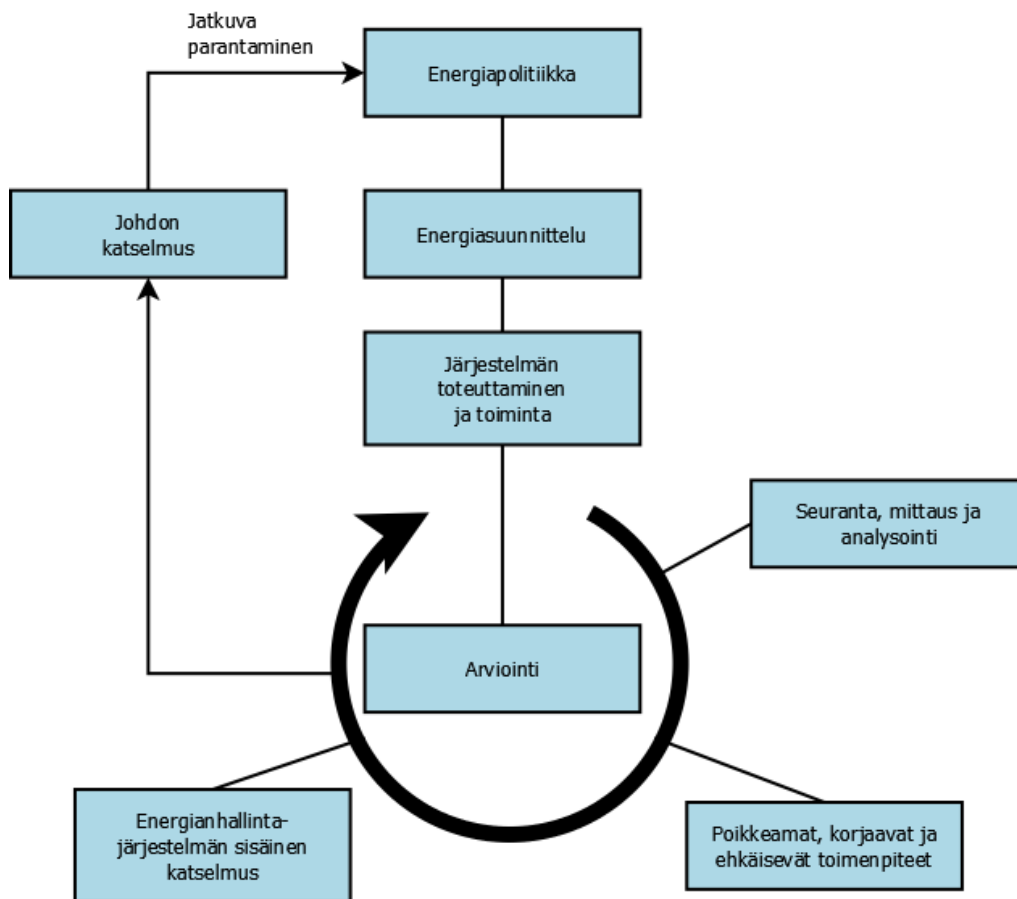 Jatkuva
parantaminen
Energiapolitiikka
Johdon
katselmus
Energiasuunnittelu
Järjestelmän
toteuttaminen
ja toiminta
Seuranta, mittaus ja
analysointi
Arviointi
Energianhallinta-
järjestelmän sisäinen
katselmus
Poikkeamat, korjaavat ja
ehkäisevät toimenpiteet